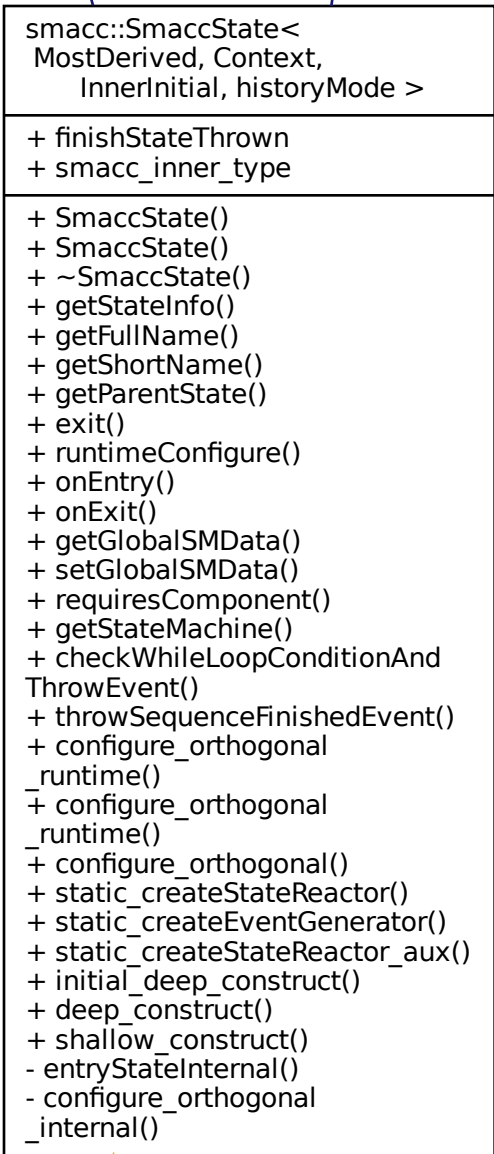 smacc::SmaccState<
MostDerived, Context,
InnerInitial, historyMode >
+ finishStateThrown
+ smacc_inner_type
+ SmaccState()
+ SmaccState()
+ ~SmaccState()
+ getStateInfo()
+ getFullName()
+ getShortName()
+ getParentState()
+ exit()
+ runtimeConfigure()
+ onEntry()
+ onExit()
+ getGlobalSMData()
+ setGlobalSMData()
+ requiresComponent()
+ getStateMachine()
+ checkWhileLoopConditionAnd
ThrowEvent()
+ throwSequenceFinishedEvent()
+ configure_orthogonal
_runtime()
+ configure_orthogonal
_runtime()
+ configure_orthogonal()
+ static_createStateReactor()
+ static_createEventGenerator()
+ static_createStateReactor_aux()
+ initial_deep_construct()
+ deep_construct()
+ shallow_construct()
- entryStateInternal()
- configure_orthogonal
_internal()